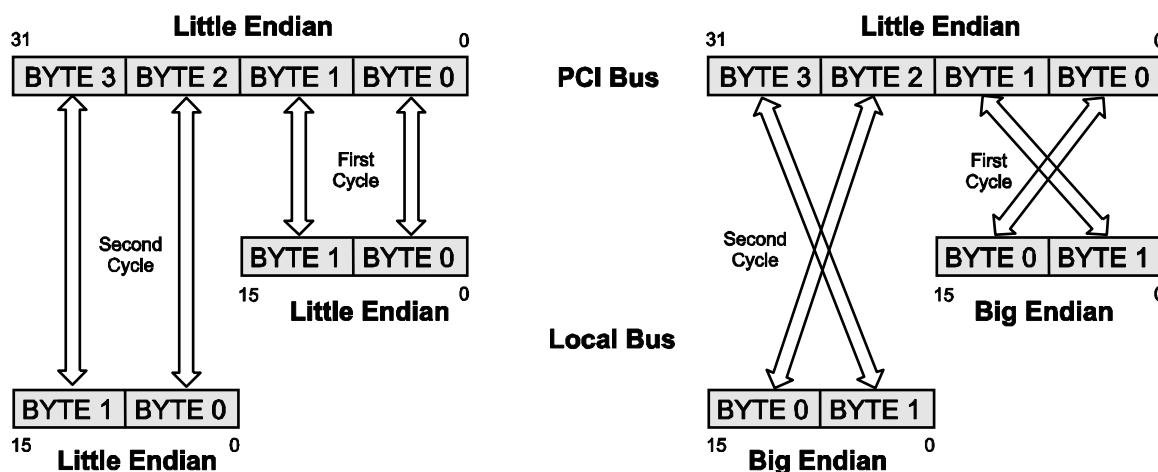 Little Endian
31 0
BYTE 3 BYTE 2 BYTE 1 BYTE 0
First
Cycle
Second
Cycle
BYTE 1 BYTE 0
15 0
Little Endian
BYTE 1 BYTE 0
15 0
Little Endian
PCI Bus
Local Bus
Little Endian
31 0
BYTE 3 BYTE 2 BYTE 1 BYTE 0
First
Cycle
Second
Cycle
BYTE 0 BYTE 1
15 0
Big Endian
BYTE 0 BYTE 1
15 0
Big Endian